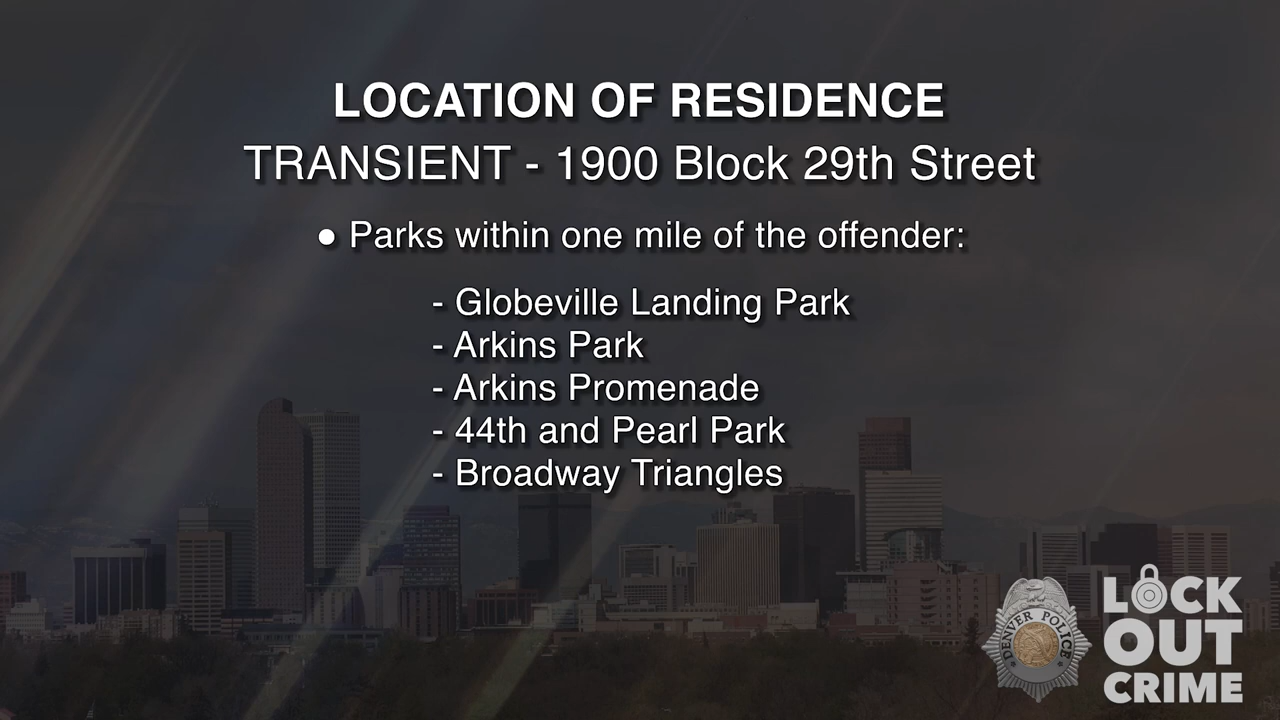 LOCATION OF RESIDENCE
TRANSIENT - 1900 Block 29th Street
● Parks within one mile of the offender:
- Globeville Landing Park
- Arkins Park
- Arkins Promenade
- 44th and Pearl Park
- Broadway Triangles
DENVER POLICE
LOCK
OUT
CRIME